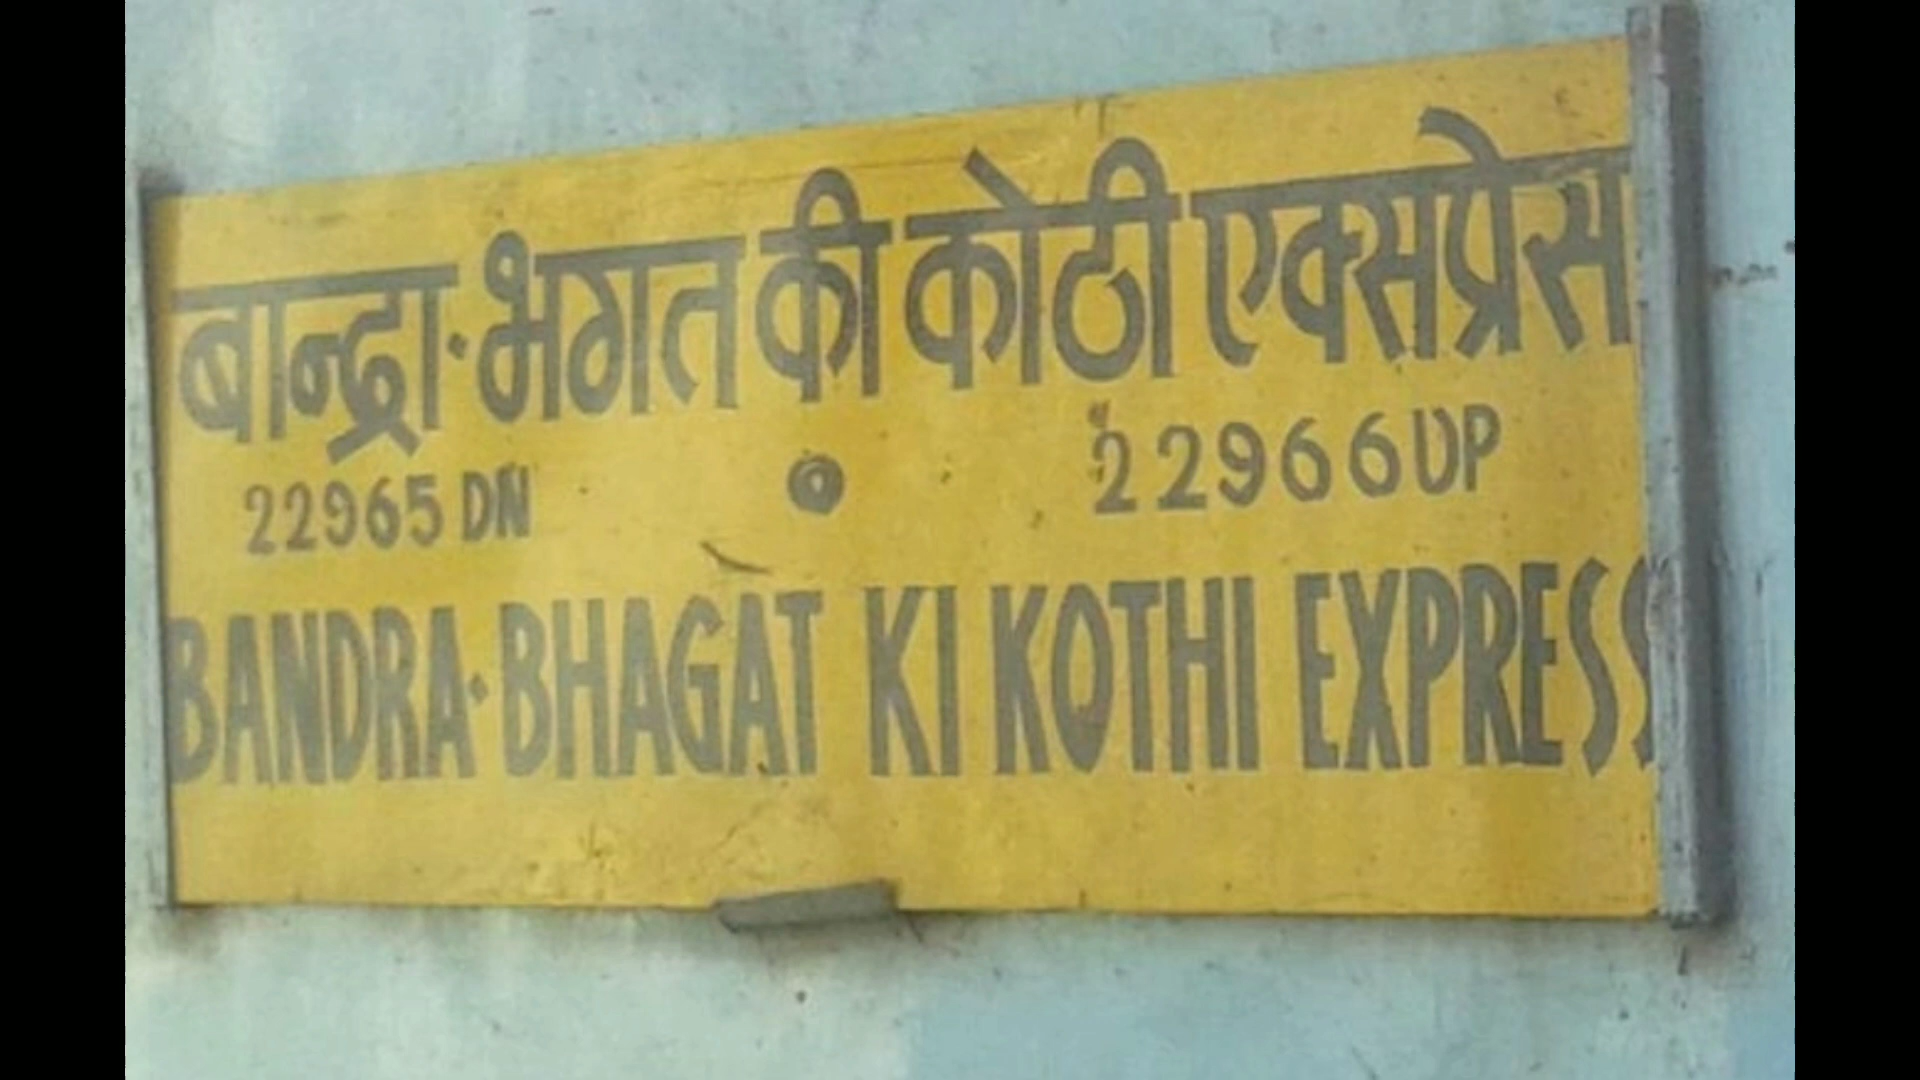 बान्द्रा·भगत की कोठी एक्सप्रेस
22965 DN 22966 UP
BANDRA·BHAGAT KI KOTHI EXPRESS